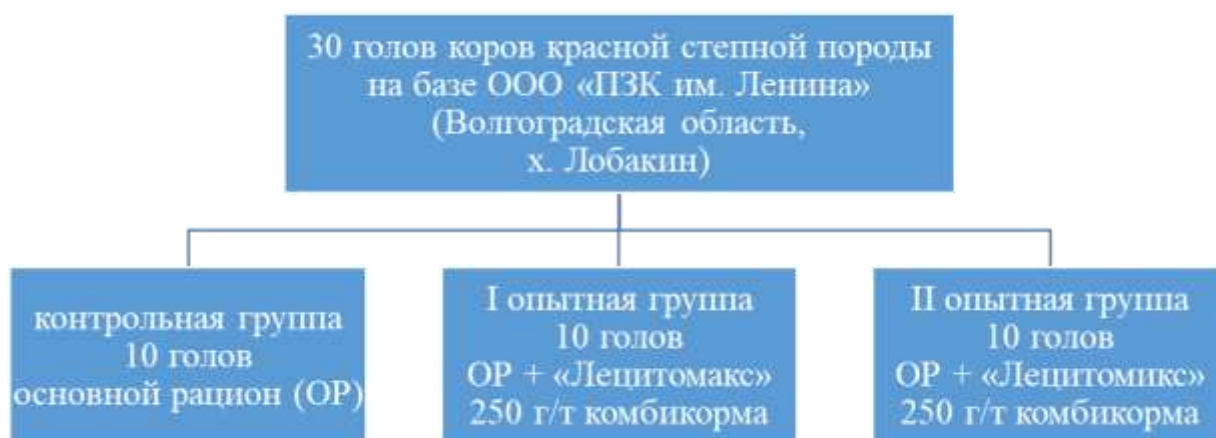 30 голов коров красной степной породы
на базе ООО «ПЗК им. Ленина»
(Волгоградская область,
х. Лобакин)
контрольная группа
10 голов
основной рацион (ОР)
I опытная группа
10 голов
ОР + «Лецитомакс»
250 г/т комбикорма
II опытная группа
10 голов
ОР + «Лецитомикс»
250 г/т комбикорма